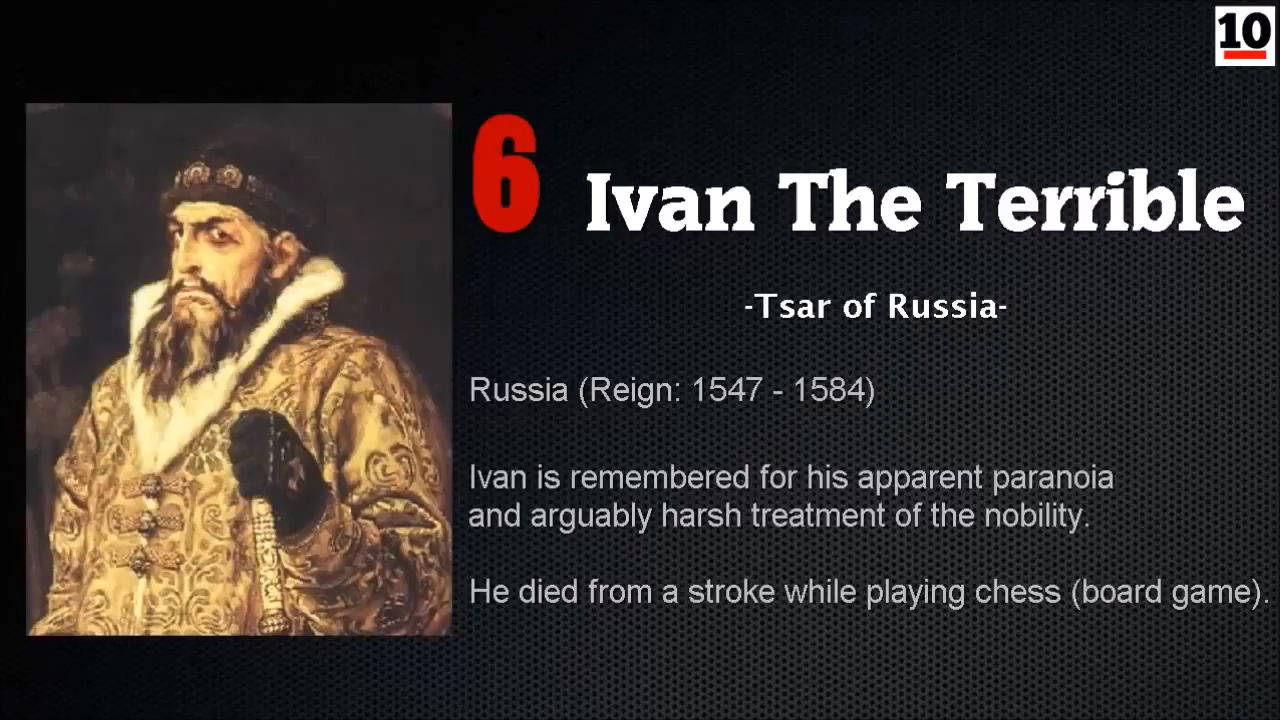 10
6 Ivan The Terrible
-Tsar of Russia-
Russia (Reign: 1547 - 1584)
Ivan is remembered for his apparent paranoia
and arguably harsh treatment of the nobility.
He died from a stroke while playing chess (board game).